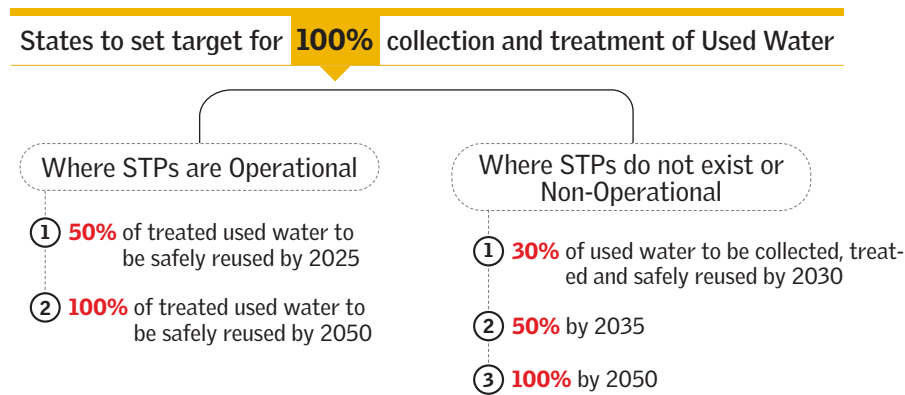 States to set target for 100% collection and treatment of Used Water
Where STPs are Operational
1 50% of treated used water to
be safely reused by 2025
2 100% of treated used water to
be safely reused by 2050
Where STPs do not exist or
Non-Operational
1 30% of used water to be collected, treat-
ed and safely reused by 2030
2 50% by 2035
3 100% by 2050